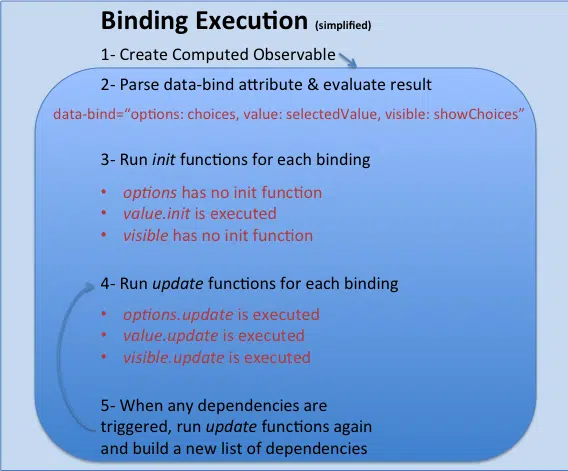 Binding Execution (simplified)
1- Create Computed Observable
2- Parse data-bind attribute & evaluate result
data-bind=“options: choices, value: selectedValue, visible: showChoices”
3- Run init functions for each binding
• options has no init function
• value.init is executed
• visible has no init function
4- Run update functions for each binding
• options.update is executed
• value.update is executed
• visible.update is executed
5- When any dependencies are
triggered, run update functions again
and build a new list of dependencies